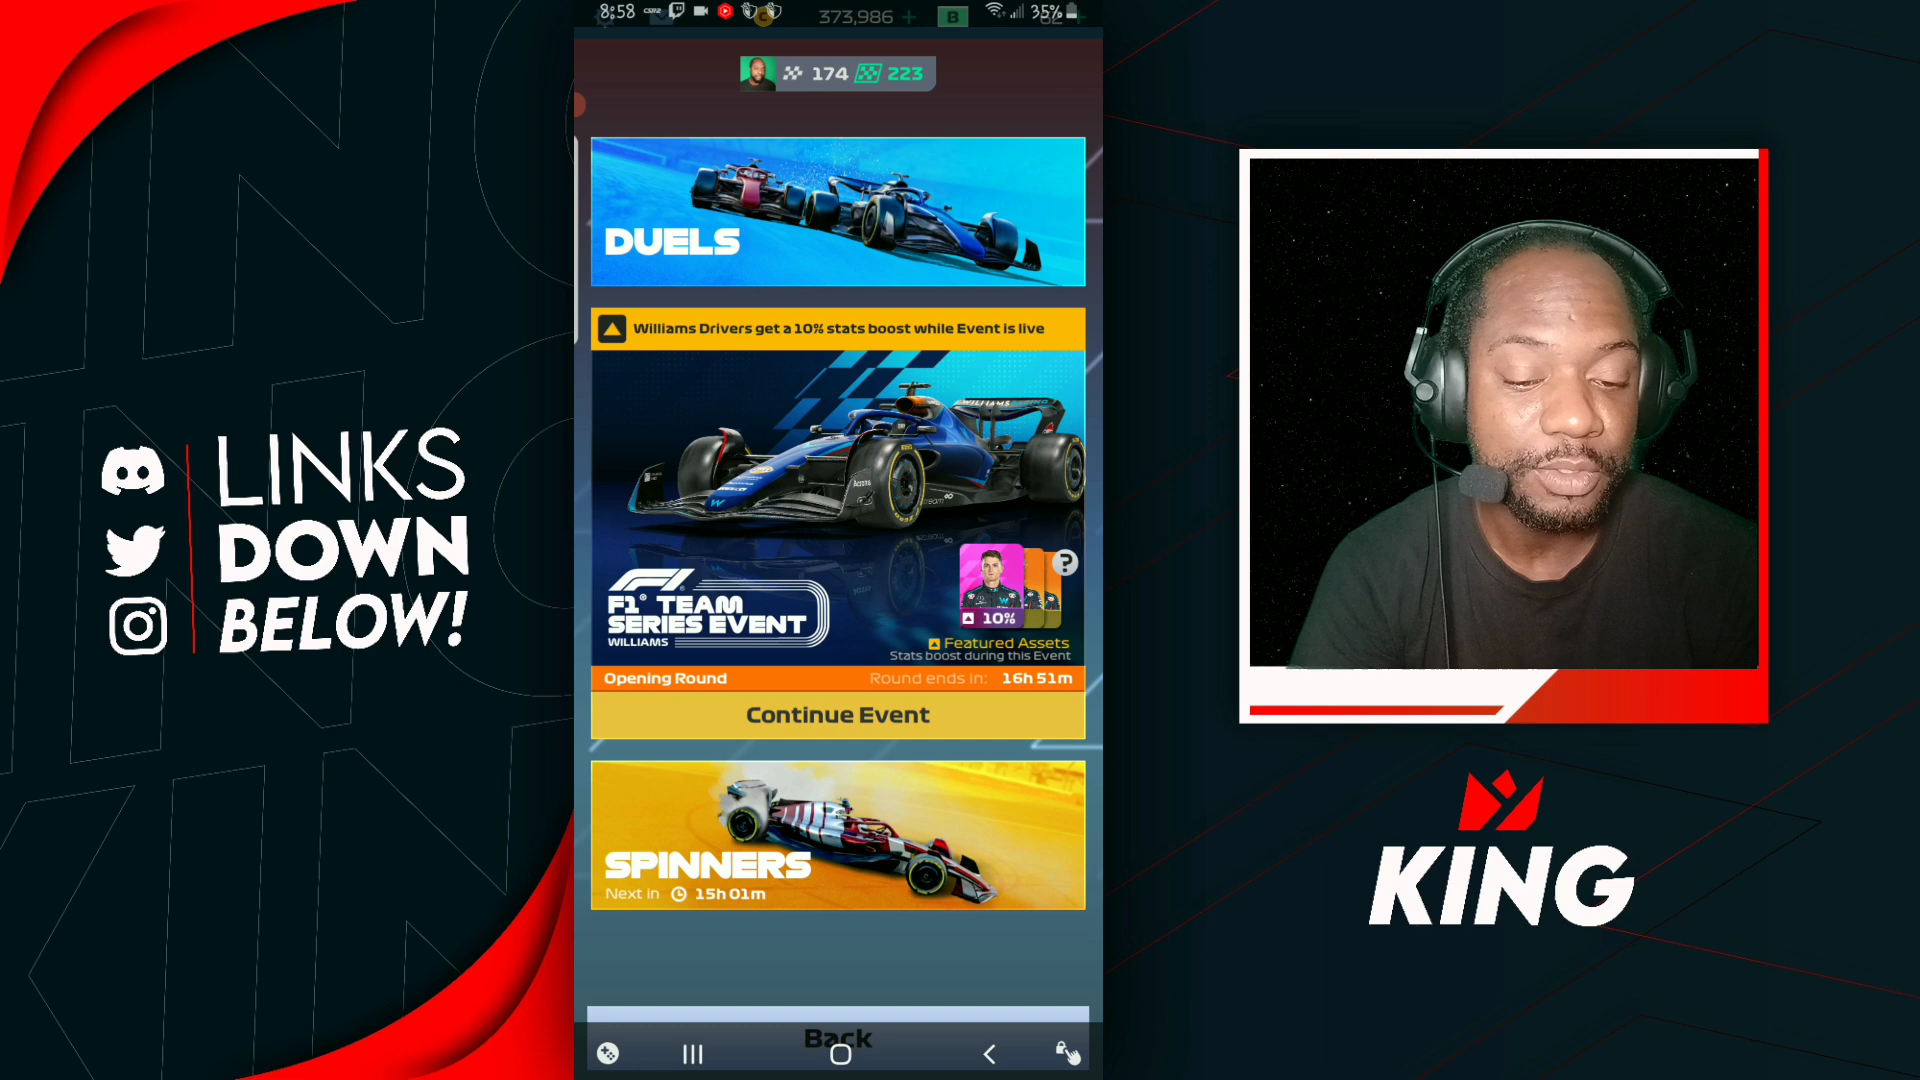 LINKS
DOWN
BELOW!
8:58
35%
373,986
B
174
223
DUELS
Williams Drivers get a 10% stats boost while Event is live
WILLIAMS
F1® TEAM
SERIES EVENT
WILLIAMS
10%
?
Featured Assets
Stats boost during this Event
Opening Round
Round ends in: 16h 51m
Continue Event
SPINNERS
Next in 15h 01m
Back
KING